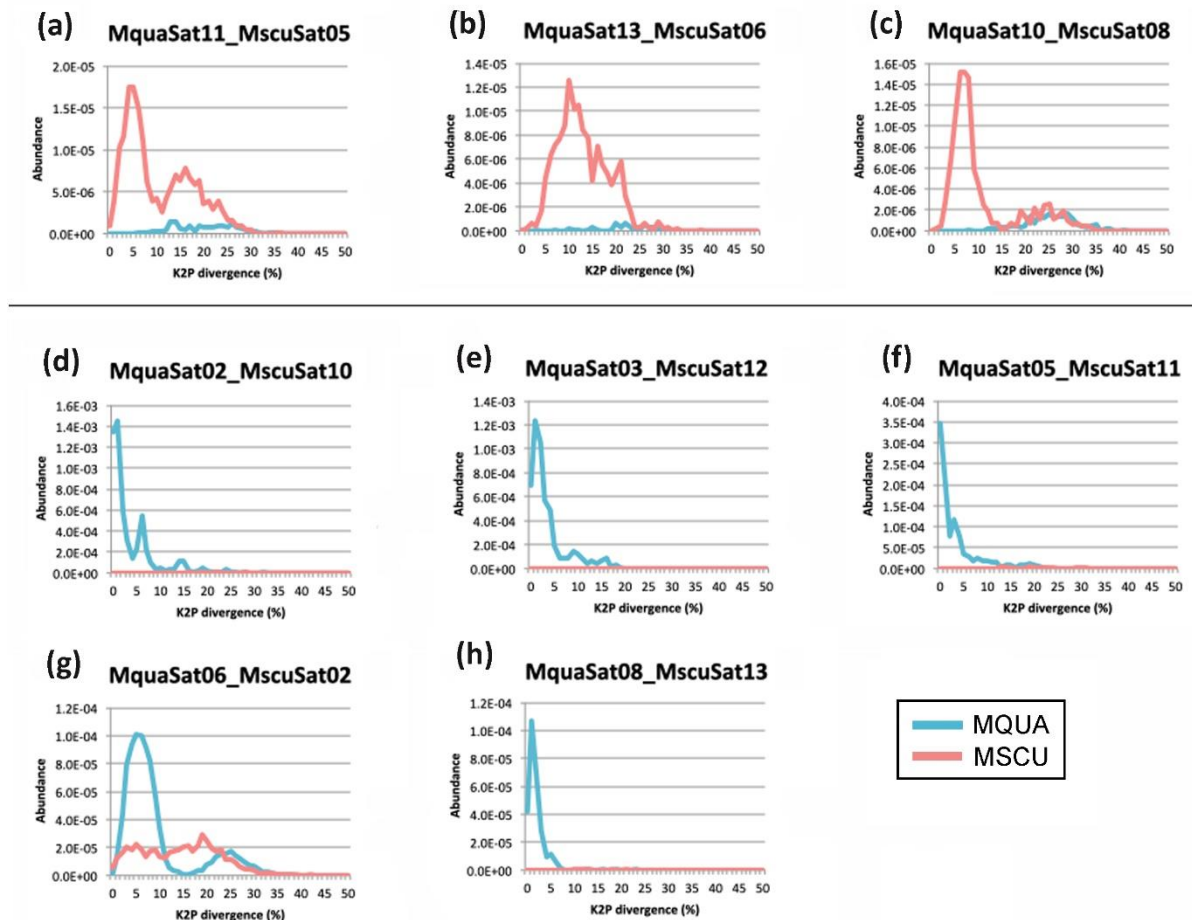 (a) MquaSat11_MscuSat05
2.0E-05
1.5E-05
1.0E-05
5.0E-06
0.0E+00
Abundance
0 5 10 15 20 25 30 35 40 45 50
K2P divergence (%)
(b) MquaSat13_MscuSat06
1.4E-05
1.2E-05
1.0E-05
8.0E-06
6.0E-06
4.0E-06
2.0E-06
0.0E+00
Abundance
0 5 10 15 20 25 30 35 40 45 50
K2P divergence (%)
(c) MquaSat10_MscuSat08
1.6E-05
1.4E-05
1.2E-05
1.0E-05
8.0E-06
6.0E-06
4.0E-06
2.0E-06
0.0E+00
Abundance
0 5 10 15 20 25 30 35 40 45 50
K2P divergence (%)
(d) MquaSat02_MscuSat10
1.6E-03
1.4E-03
1.2E-03
1.0E-03
8.0E-04
6.0E-04
4.0E-04
2.0E-04
0.0E+00
Abundance
0 5 10 15 20 25 30 35 40 45 50
K2P divergence (%)
(e) MquaSat03_MscuSat12
1.4E-03
1.2E-03
1.0E-03
8.0E-04
6.0E-04
4.0E-04
2.0E-04
0.0E+00
Abundance
0 5 10 15 20 25 30 35 40 45 50
K2P divergence (%)
(f) MquaSat05_MscuSat11
4.0E-04
3.5E-04
3.0E-04
2.5E-04
2.0E-04
1.5E-04
1.0E-04
5.0E-05
0.0E+00
Abundance
0 5 10 15 20 25 30 35 40 45 50
K2P divergence (%)
(g) MquaSat06_MscuSat02
1.2E-04
1.0E-04
8.0E-05
6.0E-05
4.0E-05
2.0E-05
0.0E+00
Abundance
0 5 10 15 20 25 30 35 40 45 50
K2P divergence (%)
(h) MquaSat08_MscuSat13
1.2E-04
1.0E-04
8.0E-05
6.0E-05
4.0E-05
2.0E-05
0.0E+00
Abundance
0 5 10 15 20 25 30 35 40 45 50
K2P divergence (%)
MQUA
MSCU